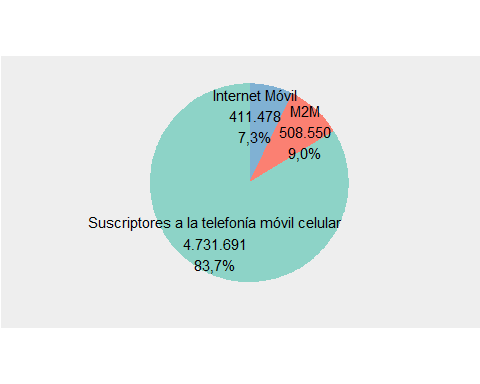 Internet Móvil
411.478
7,3%
M2M
508.550
9,0%
Suscriptores a la telefonía móvil celular
4.731.691
83,7%